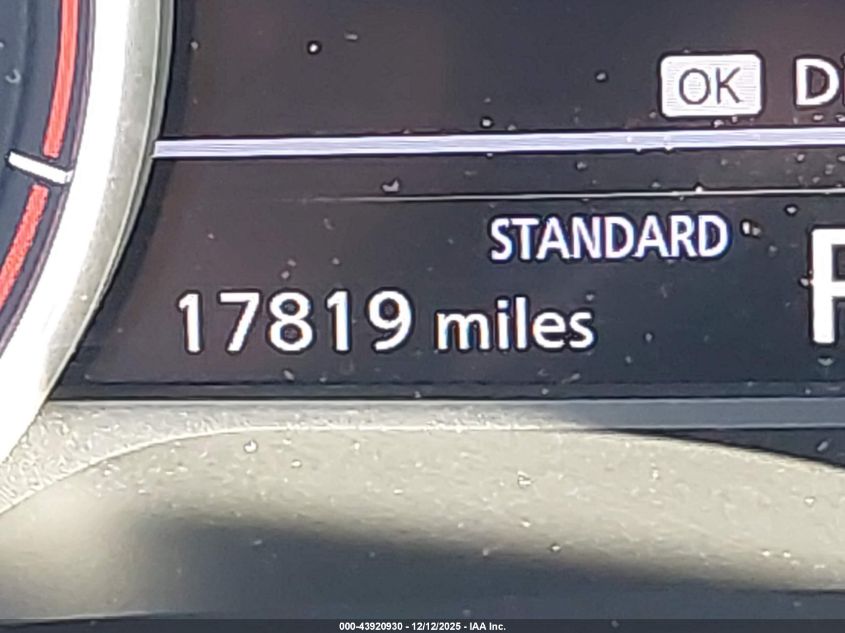 OK
STANDARD
17819 miles
000-43920930 - 12/12/2025 - IAA Inc.